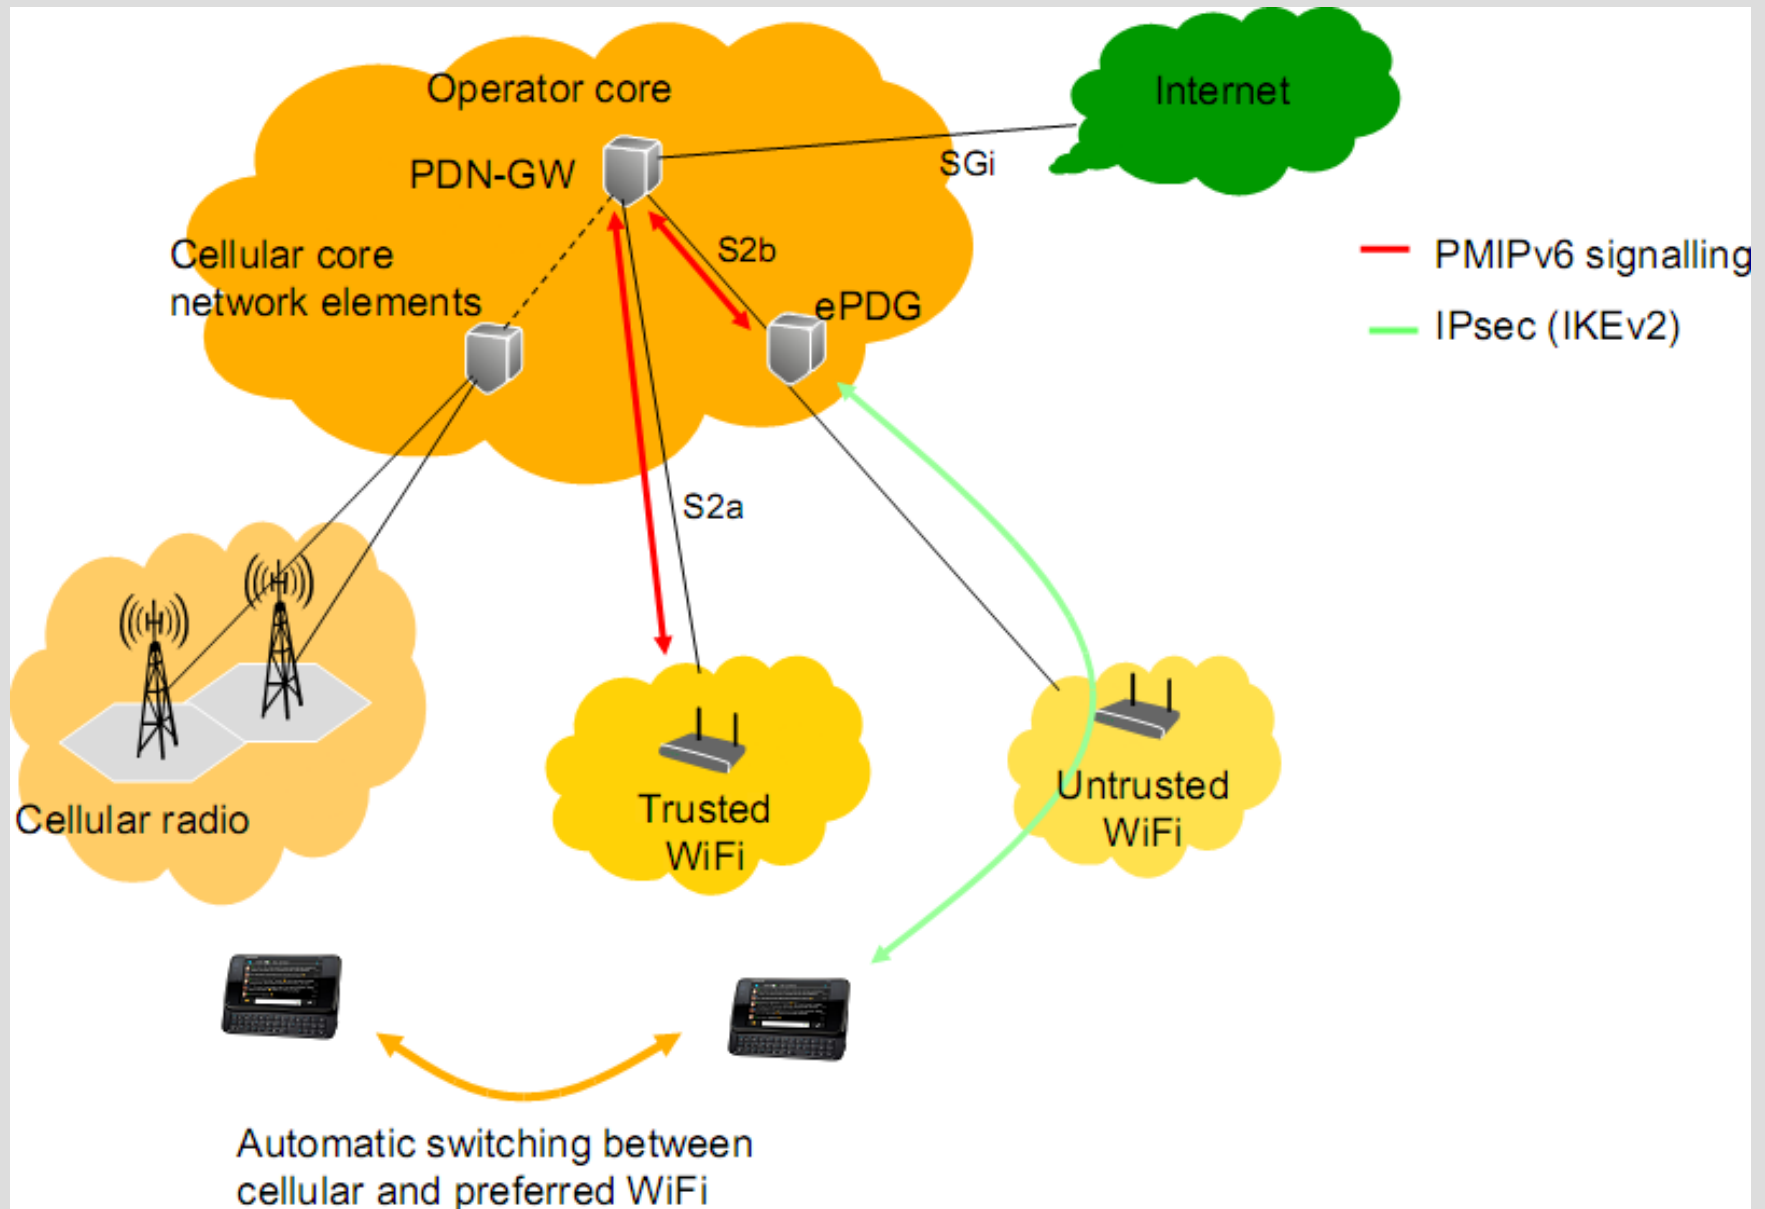 Operator core
Internet
PDN-GW
SGi
Cellular core
network elements
S2b
ePDG
PMIPv6 signalling
IPsec (IKEv2)
S2a
Cellular radio
Trusted
WiFi
Untrusted
WiFi
Automatic switching between
cellular and preferred WiFi